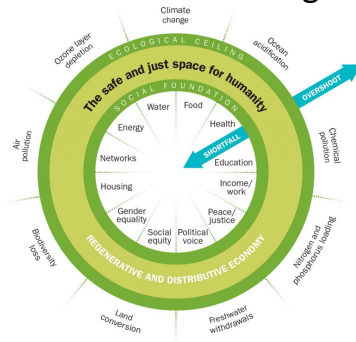 Climate
change
Ocean
acidification
Chemical
pollution
Nitrogen and
phosphorus loading
Freshwater
withdrawals
Land
conversion
Biodiversity
loss
Air
pollution
Ozone layer
depletion
ECOLOGICAL CEILING
The safe and just space for humanity
SOCIAL FOUNDATION
OVERSHOOT
SHORTFALL
Water
Food
Health
Education
Income/
work
Peace/
justice
Political
voice
Social
equity
Gender
equality
Housing
Networks
Energy
REGENERATIVE AND DISTRIBUTIVE ECONOMY